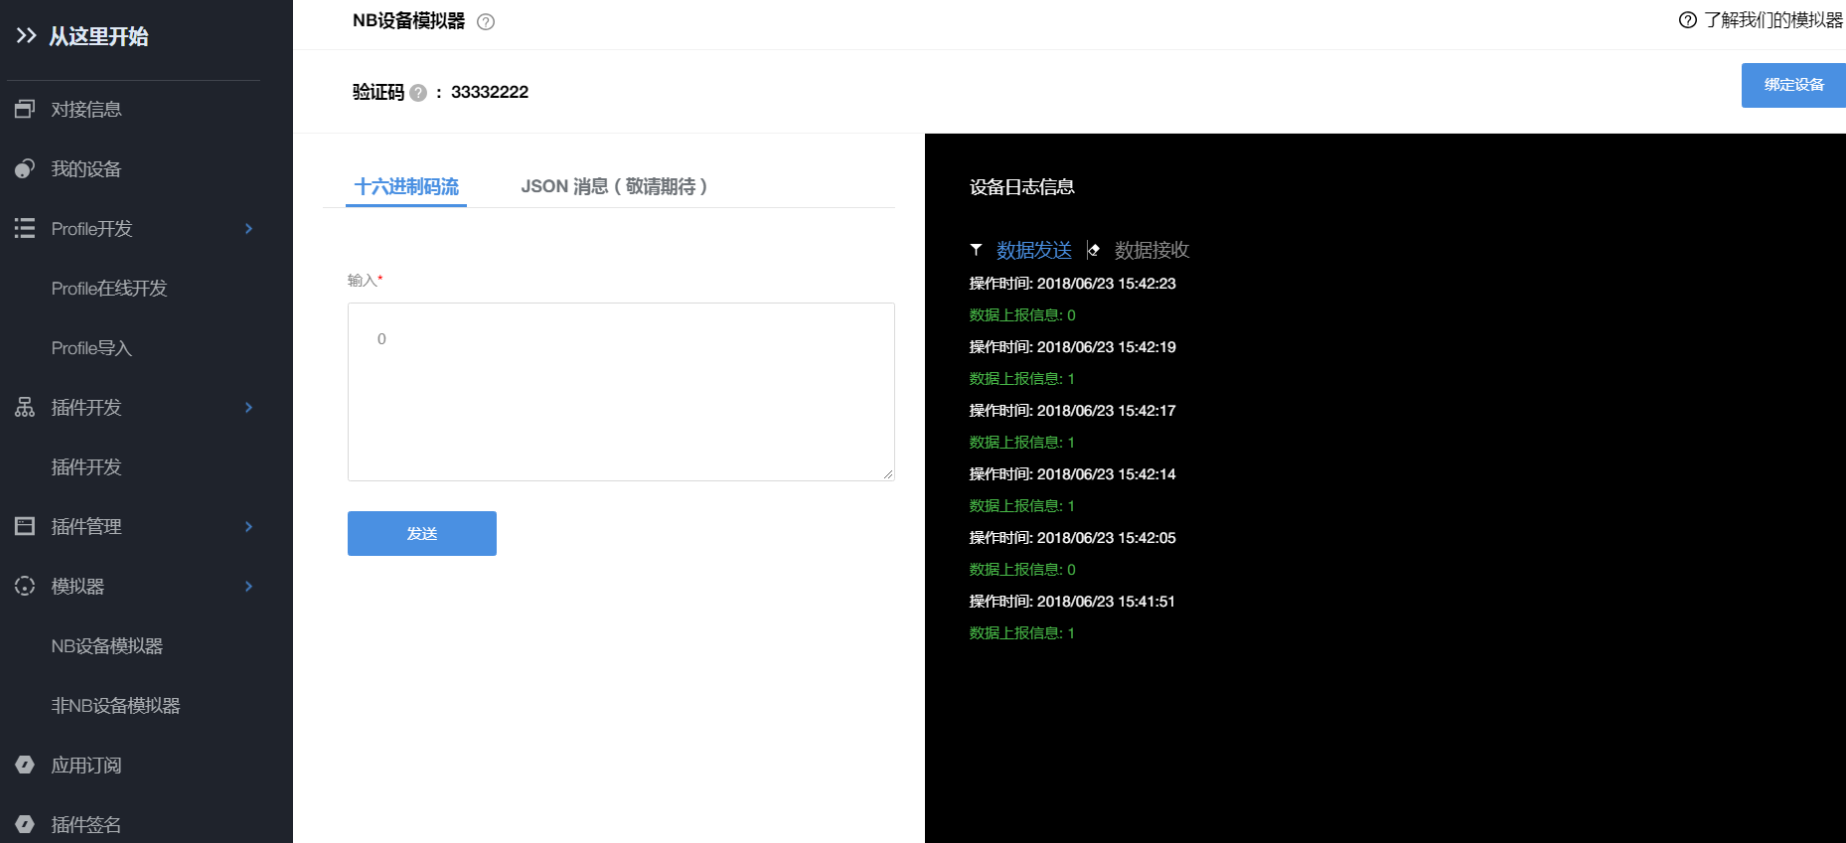 从这里开始
对接信息
我的设备
Profile开发
Profile在线开发
Profile导入
插件开发
插件开发
插件管理
模拟器
NB设备模拟器
非NB设备模拟器
应用订阅
插件签名
NB设备模拟器
了解我们的模拟器
验证码 : 33332222
绑定设备
十六进制码流 JSON 消息（敬请期待）
输入*
0
发送
设备日志信息
数据发送 数据接收
操作时间: 2018/06/23 15:42:23
数据上报信息: 0
操作时间: 2018/06/23 15:42:19
数据上报信息: 1
操作时间: 2018/06/23 15:42:17
数据上报信息: 1
操作时间: 2018/06/23 15:42:14
数据上报信息: 1
操作时间: 2018/06/23 15:42:05
数据上报信息: 0
操作时间: 2018/06/23 15:41:51
数据上报信息: 1